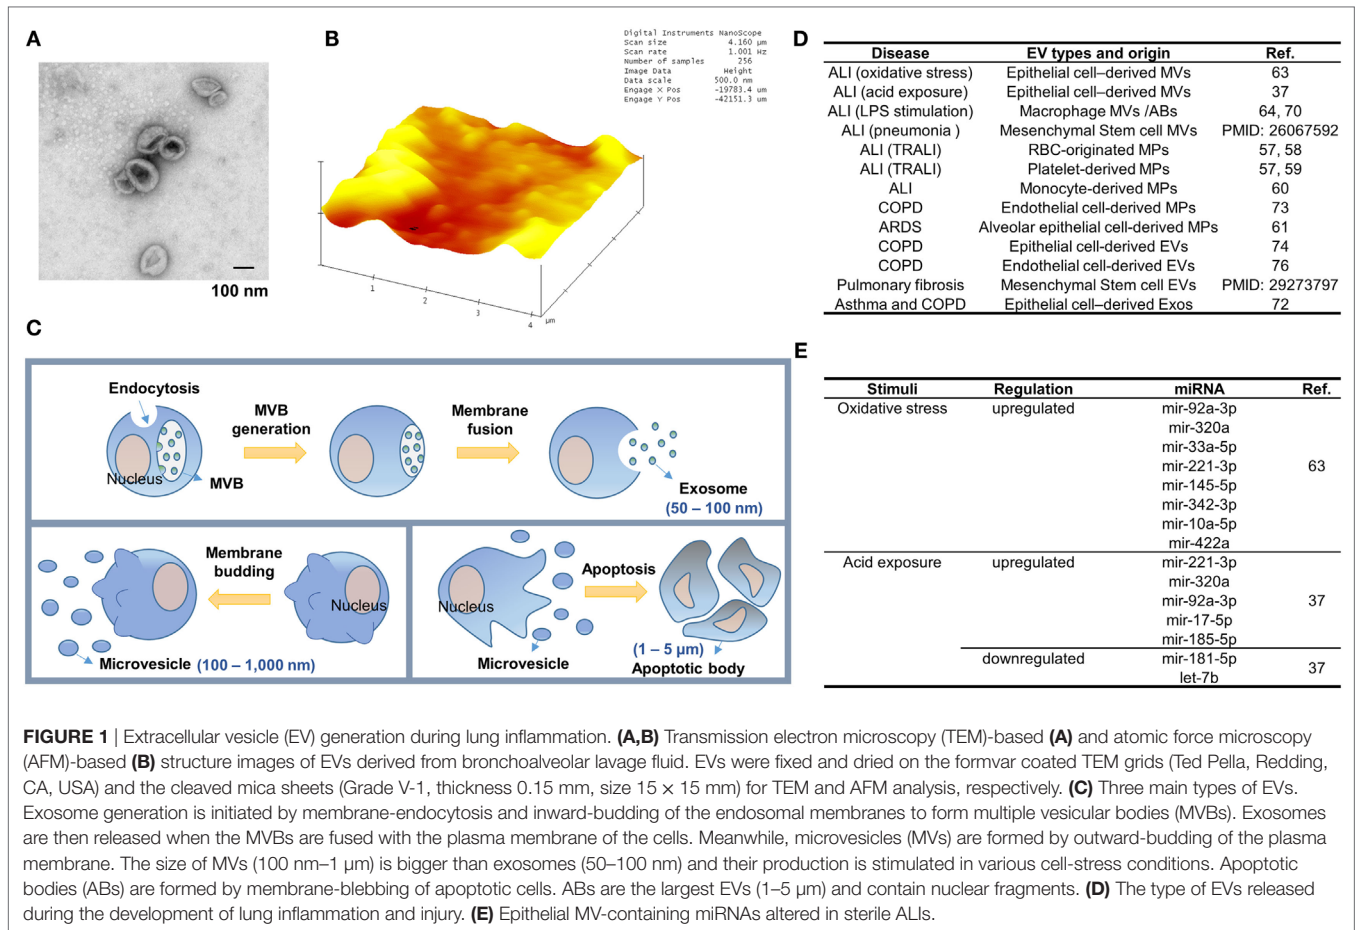 A
100 nm
B
Digital Instruments NanoScope
Scan size 4.160 µm
Scan rate 1.001 Hz
Number of samples 256
Image Data Height
Data scale 500.0 nm
Engage X Pos -19783.4 um
Engage Y Pos -42151.3 um
1
2
3
4 µm
C
Endocytosis
MVB generation
Membrane fusion
Nucleus
MVB
Exosome
(50 – 100 nm)
Membrane budding
Nucleus
Microvesicle (100 – 1,000 nm)
Nucleus
Apoptosis
Microvesicle
(1 – 5 µm)
Apoptotic body
D
Disease EV types and origin Ref.
ALI (oxidative stress) Epithelial cell–derived MVs 63
ALI (acid exposure) Epithelial cell–derived MVs 37
ALI (LPS stimulation) Macrophage MVs /ABs 64, 70
ALI (pneumonia ) Mesenchymal Stem cell MVs PMID: 26067592
ALI (TRALI) RBC-originated MPs 57, 58
ALI (TRALI) Platelet-derived MPs 57, 59
ALI Monocyte-derived MPs 60
COPD Endothelial cell-derived MPs 73
ARDS Alveolar epithelial cell-derived MPs 61
COPD Epithelial cell-derived EVs 74
COPD Endothelial cell-derived EVs 76
Pulmonary fibrosis Mesenchymal Stem cell EVs PMID: 29273797
Asthma and COPD Epithelial cell–derived Exos 72
E
Stimuli Regulation miRNA Ref.
Oxidative stress upregulated mir-92a-3p
mir-320a
mir-33a-5p
mir-221-3p 63
mir-145-5p
mir-342-3p
mir-10a-5p
mir-422a
Acid exposure upregulated mir-221-3p
mir-320a
mir-92a-3p 37
mir-17-5p
mir-185-5p
downregulated mir-181-5p 37
let-7b
FIGURE 1 | Extracellular vesicle (EV) generation during lung inflammation. (A,B) Transmission electron microscopy (TEM)-based (A) and atomic force microscopy
(AFM)-based (B) structure images of EVs derived from bronchoalveolar lavage fluid. EVs were fixed and dried on the formvar coated TEM grids (Ted Pella, Redding,
CA, USA) and the cleaved mica sheets (Grade V-1, thickness 0.15 mm, size 15 × 15 mm) for TEM and AFM analysis, respectively. (C) Three main types of EVs.
Exosome generation is initiated by membrane-endocytosis and inward-budding of the endosomal membranes to form multiple vesicular bodies (MVBs). Exosomes
are then released when the MVBs are fused with the plasma membrane of the cells. Meanwhile, microvesicles (MVs) are formed by outward-budding of the plasma
membrane. The size of MVs (100 nm–1 µm) is bigger than exosomes (50–100 nm) and their production is stimulated in various cell-stress conditions. Apoptotic
bodies (ABs) are formed by membrane-blebbing of apoptotic cells. ABs are the largest EVs (1–5 µm) and contain nuclear fragments. (D) The type of EVs released
during the development of lung inflammation and injury. (E) Epithelial MV-containing miRNAs altered in sterile ALIs.